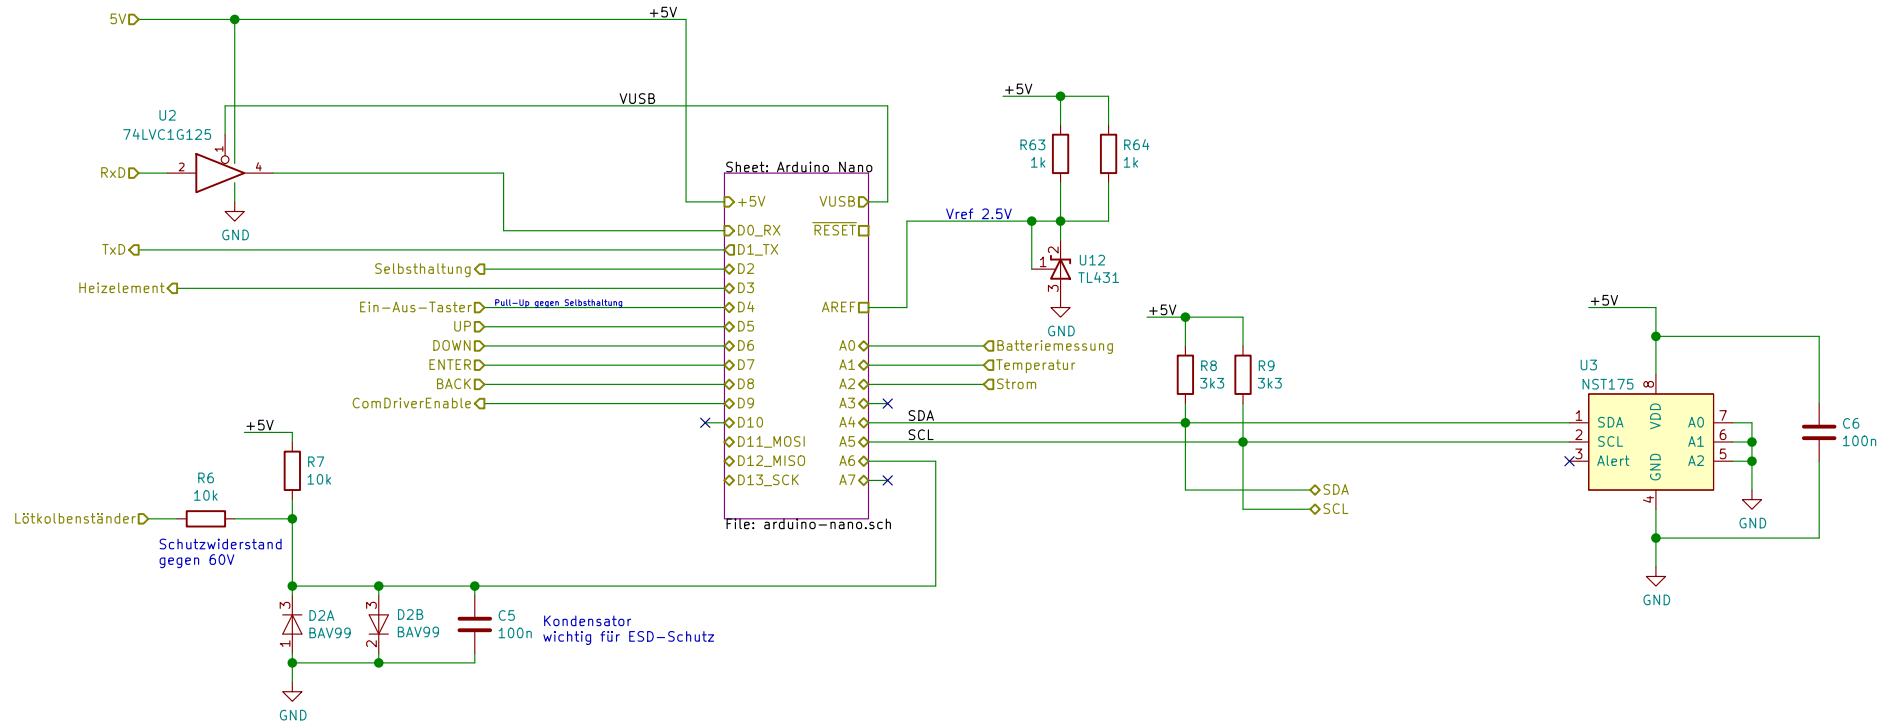 5V
+5V
VUSB
U2
74LVC1G125
1
RxD
2
4
GND
TxD
Selbsthaltung
Heizelement
Ein-Aus-Taster
Pull-Up gegen Selbsthaltung
UP
DOWN
ENTER
BACK
ComDriverEnable
Sheet: Arduino Nano
+5V
VUSB
D0_RX
RESET
D1_TX
D2
D3
D4
AREF
D5
D6
A0
D7
A1
D8
A2
D9
A3
D10
A4
D11_MOSI
A5
D12_MISO
A6
D13_SCK
A7
File: arduino-nano.sch
+5V
R63
1k
R64
1k
Vref 2.5V
2
1
U12
TL431
3
GND
Batteriemessung
Temperatur
Strom
+5V
R8
3k3
R9
3k3
SDA
SCL
SDA
SCL
+5V
U3
NST175
8
VDD
1
SDA
A0
7
2
SCL
A1
6
3
Alert
GND
A2
5
4
GND
GND
C6
100n
+5V
R7
10k
R6
10k
Lötkolbenständer
Schutzwiderstand
gegen 60V
3
D2A
BAV99
1
3
D2B
BAV99
2
C5
100n
Kondensator
wichtig für ESD-Schutz
GND